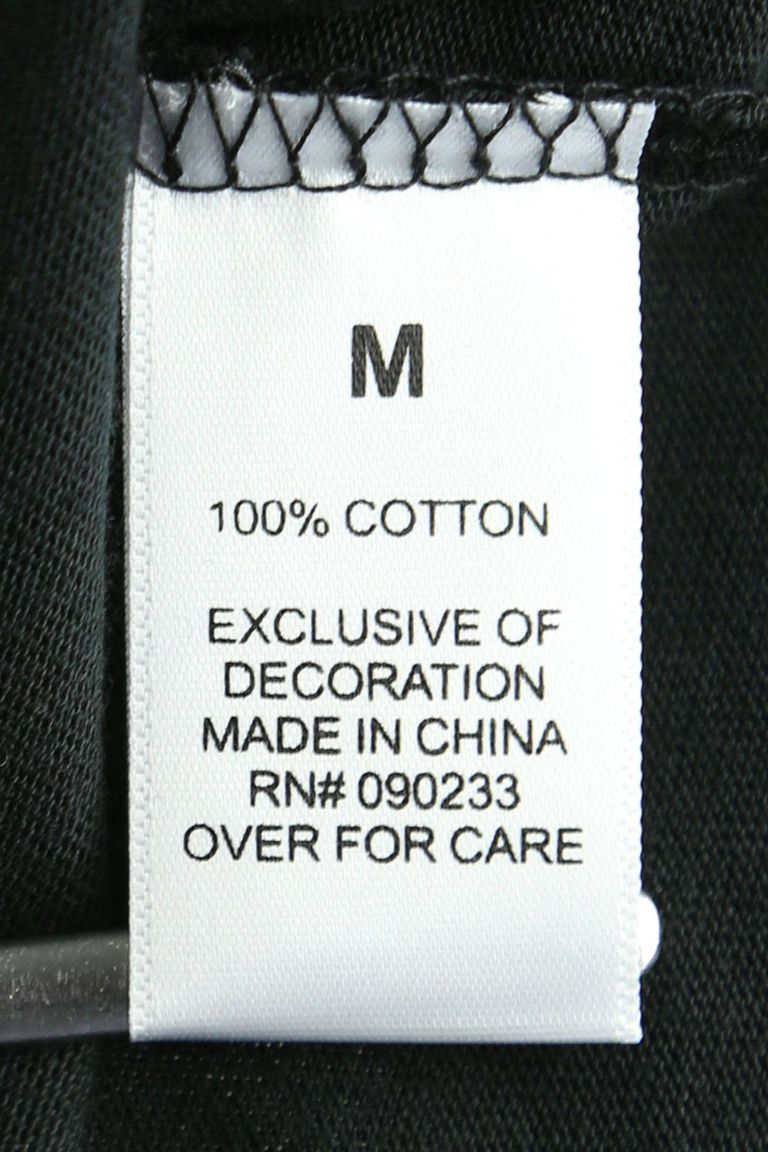 M
100% COTTON
EXCLUSIVE OF
DECORATION
MADE IN CHINA
RN# 090233
OVER FOR CARE